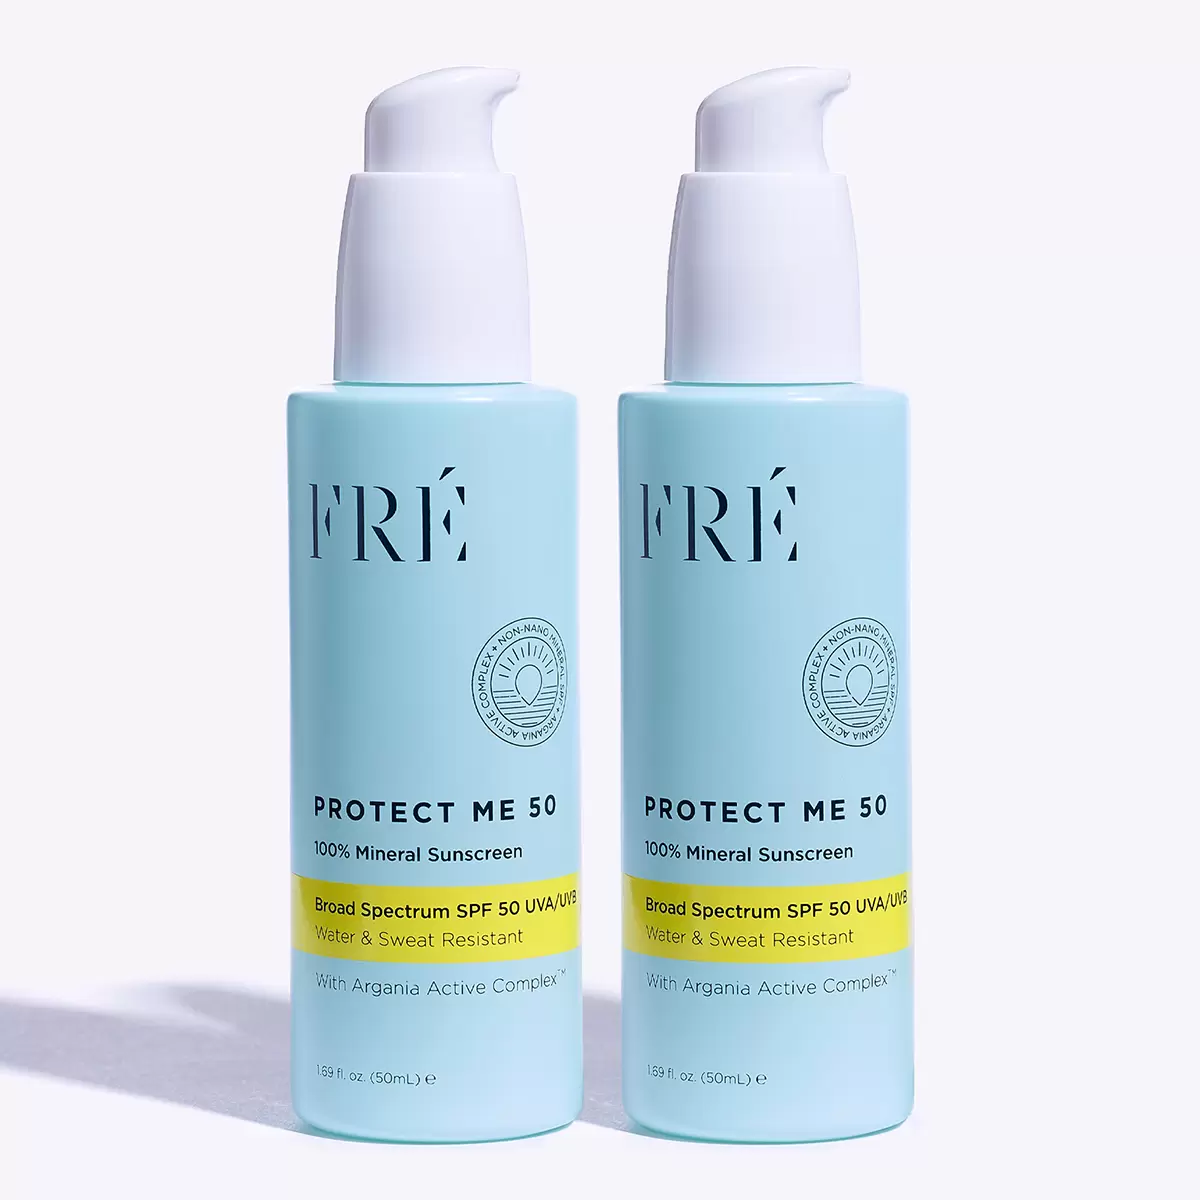 FRÉ
NON-NANO MINERAL SPF + ARGANIA ACTIVE COMPLEX +
PROTECT ME 50
100% Mineral Sunscreen
Broad Spectrum SPF 50 UVA/UVB
Water & Sweat Resistant
With Argania Active Complex™
1.69 fl. oz. (50mL) ℮
FRÉ
NON-NANO MINERAL SPF + ARGANIA ACTIVE COMPLEX +
PROTECT ME 50
100% Mineral Sunscreen
Broad Spectrum SPF 50 UVA/UVB
Water & Sweat Resistant
With Argania Active Complex™
1.69 fl. oz. (50mL) ℮